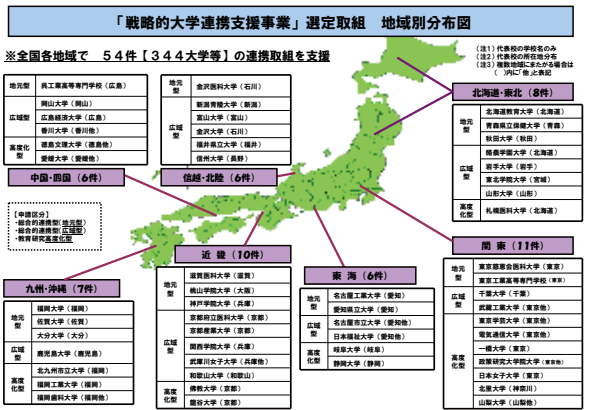 「戦略的大学連携支援事業」選定取組　地域別分布図
※全国各地域で　５４件【３４４大学等】の連携取組を支援
(注1) 代表校の学校名のみ
(注2) 代表校の所在地分布
(注3) 複数地域にまたがる場合は
(　)内に「他」と表記
地元型
呉工業高等専門学校（広島）
広域型
岡山大学（岡山）
広島経済大学（広島）
香川大学（香川他）
高度化型
徳島文理大学（徳島他）
愛媛大学（愛媛他）
中国・四国（6件）
地元型
金沢医科大学（石川）
広域型
新潟青陵大学（新潟）
富山大学（富山）
金沢大学（石川）
福井県立大学（福井）
信州大学（長野）
信越・北陸（6件）
北海道・東北（8件）
地元型
北海道教育大学（北海道）
青森県立保健大学（青森）
秋田大学（秋田）
広域型
酪農学園大学（北海道）
岩手大学（岩手）
東北学院大学（宮城）
山形大学（山形）
高度化型
札幌医科大学（北海道）
【申請区分】
・総合的連携型(地元型)
・総合的連携型(広域型)
・教育研究高度化型
九州・沖縄（7件）
地元型
福岡大学（福岡）
佐賀大学（佐賀）
大分大学（大分）
広域型
鹿児島大学（鹿児島）
高度化型
北九州市立大学（福岡）
福岡工業大学（福岡）
福岡歯科大学（福岡他）
近　畿（10件）
地元型
滋賀医科大学（滋賀）
桃山学院大学（大阪）
神戸学院大学（兵庫）
広域型
京都府立医科大学（京都）
京都産業大学（京都）
関西学院大学（兵庫）
武庫川女子大学（兵庫他）
和歌山大学（和歌山）
高度化型
佛教大学（京都）
龍谷大学（京都）
東　海（6件）
地元型
名古屋工業大学（愛知）
愛知県立大学（愛知）
広域型
名古屋市立大学（愛知他）
日本福祉大学（愛知他）
高度化型
岐阜大学（岐阜）
静岡大学（静岡）
関　東（11件）
地元型
東京慈恵会医科大学（東京）
東京工業高等専門学校（東京）
広域型
千葉大学（千葉）
武蔵工業大学（東京他）
高度化型
東京学芸大学（東京他）
電気通信大学（東京他）
一橋大学（東京）
政策研究大学院大学（東京他）
日本女子大学（東京）
北里大学（神奈川）
山梨大学（山梨他）